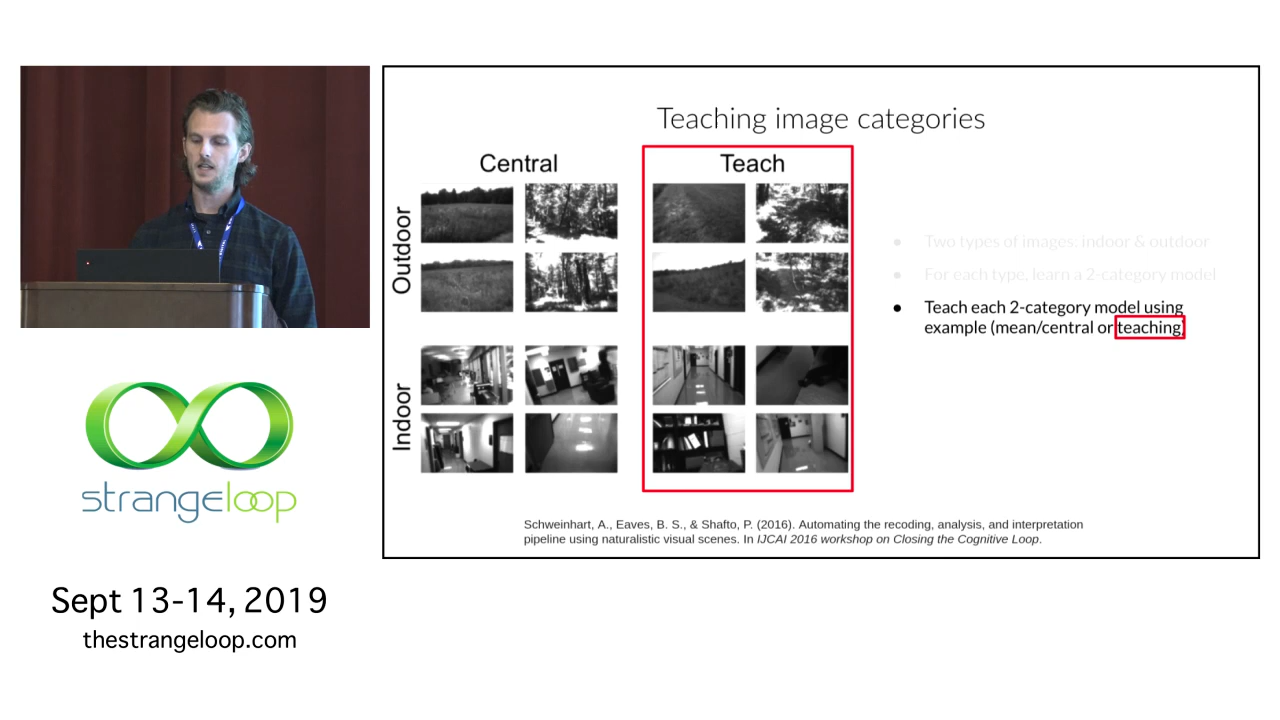 Teaching image categories
Central
Teach
Outdoor
Indoor
● Two types of images: indoor & outdoor
● For each type, learn a 2-category model
● Teach each 2-category model using
example (mean/central or teaching)
Schweinhart, A., Eaves, B. S., & Shafto, P. (2016). Automating the recoding, analysis, and interpretation
pipeline using naturalistic visual scenes. In IJCAI 2016 workshop on Closing the Cognitive Loop.
strangeloop
Sept 13-14, 2019
thestrangeloop.com